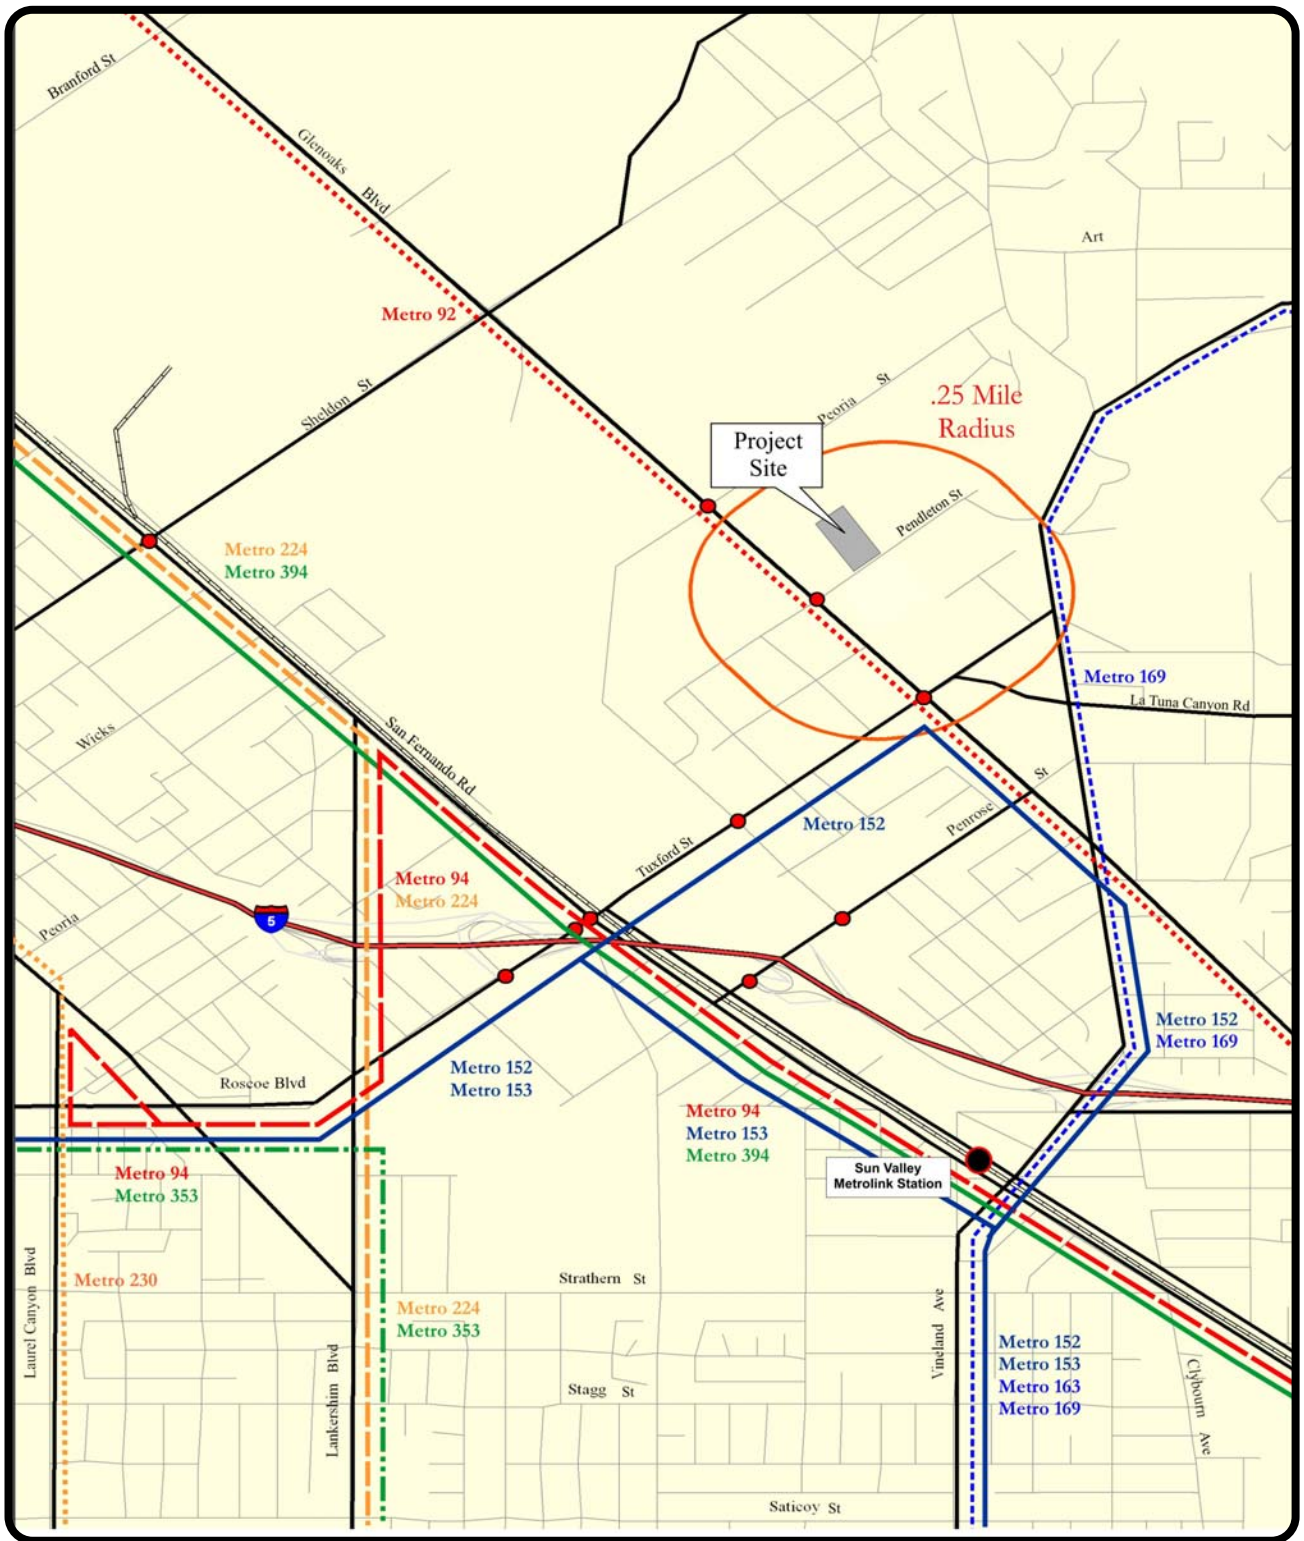 Branford St
Glenoaks
Blvd
Art
Metro 92
Sheldon St
Peoria St
.25 Mile
Radius
Project
Site
Pendleton St
Metro 224
Metro 394
Metro 169
La Tuna Canyon Rd
Wicks
San Fernando Rd
Penrose St
Metro 152
Tuxford St
Metro 94
Metro 224
5
Peoria
Metro 152
Metro 169
Metro 152
Metro 153
Roscoe Blvd
Metro 94
Metro 153
Metro 394
Sun Valley
Metrolink Station
Metro 94
Metro 353
Laurel Canyon Blvd
Metro 230
Strathern St
Metro 224
Metro 353
Lankershim Blvd
Vineland Ave
Metro 152
Metro 153
Metro 163
Metro 169
Clybourn Ave
Stagg St
Saticoy St